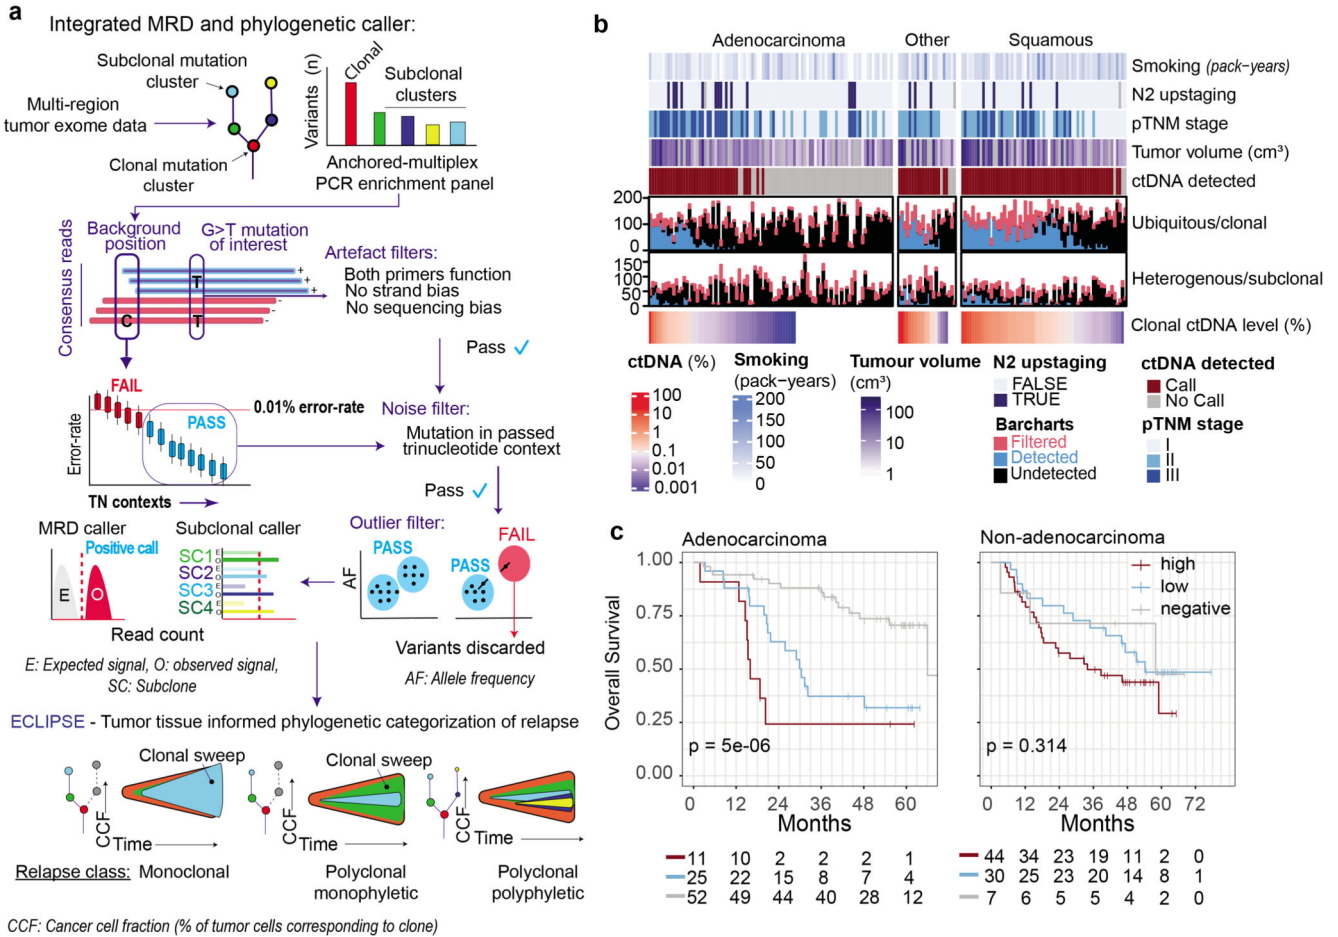 a
Integrated MRD and phylogenetic caller:
Subclonal mutation
cluster
Multi-region
tumor exome data
Clonal mutation
cluster
Variants (n)
Clonal
Subclonal
clusters
Anchored-multiplex
PCR enrichment panel
Consensus reads
Background
position
G>T mutation
of interest
T
+
+
+
-
-
-
C
T
Artefact filters:
Both primers function
No strand bias
No sequencing bias
Pass ✓
FAIL
0.01% error-rate
PASS
Error-rate
TN contexts
Noise filter:
Mutation in passed
trinucleotide context
Pass ✓
MRD caller
Positive call
E
O
Subclonal caller
SC1
SC2
SC3
SC4
E
O
E
O
E
O
E
O
Read count
E: Expected signal, O: observed signal,
SC: Subclone
Outlier filter:
PASS
AF
PASS
FAIL
Variants discarded
AF: Allele frequency
ECLIPSE - Tumor tissue informed phylogenetic categorization of relapse
Clonal sweep
Clonal sweep
CCF
Time
CCF
Time
CCF
Time
Relapse class: Monoclonal
Polyclonal
monophyletic
Polyclonal
polyphyletic
CCF: Cancer cell fraction (% of tumor cells corresponding to clone)
b
Adenocarcinoma
Other
Squamous
Smoking (pack−years)
N2 upstaging
pTNM stage
Tumor volume (cm³)
ctDNA detected
200
100
0
Ubiquitous/clonal
150
100
50
0
Heterogenous/subclonal
Clonal ctDNA level (%)
ctDNA (%)
100
10
1
0.1
0.01
0.001
Smoking
(pack−years)
200
150
100
50
0
Tumour volume
(cm³)
100
10
1
N2 upstaging
FALSE
TRUE
Barcharts
Filtered
Detected
Undetected
ctDNA detected
Call
No Call
pTNM stage
I
II
III
c
Adenocarcinoma
Overall Survival
1.00
0.75
0.50
0.25
0.00
p = 5e-06
0 12 24 36 48 60
Months
11 10 2 2 2 1
25 22 15 8 7 4
52 49 44 40 28 12
Non-adenocarcinoma
high
low
negative
p = 0.314
0 12 24 36 48 60 72
Months
44 34 23 19 11 2 0
30 25 23 20 14 8 1
7 6 5 5 4 2 0